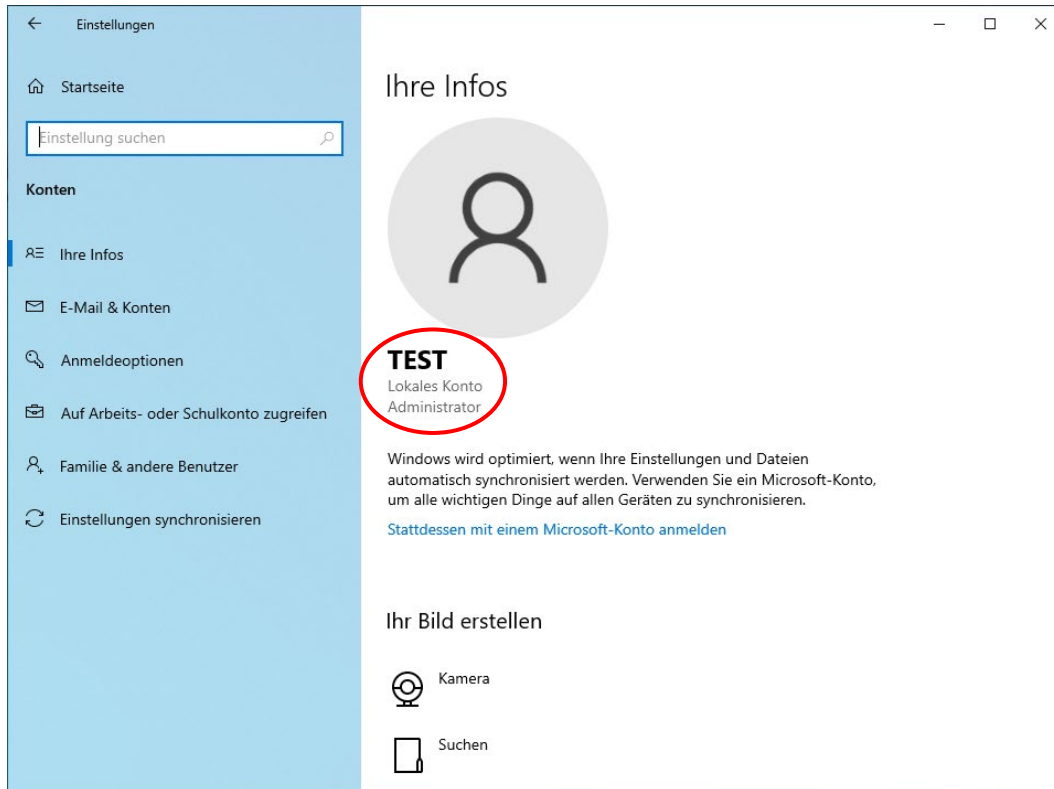 Einstellungen
Startseite
Einstellung suchen
Konten
Ihre Infos
E-Mail & Konten
Anmeldeoptionen
Auf Arbeits- oder Schulkonto zugreifen
Familie & andere Benutzer
Einstellungen synchronisieren
Ihre Infos
TEST
Lokales Konto
Administrator
Windows wird optimiert, wenn Ihre Einstellungen und Dateien
automatisch synchronisiert werden. Verwenden Sie ein Microsoft-Konto,
um alle wichtigen Dinge auf allen Geräten zu synchronisieren.
Stattdessen mit einem Microsoft-Konto anmelden
Ihr Bild erstellen
Kamera
Suchen